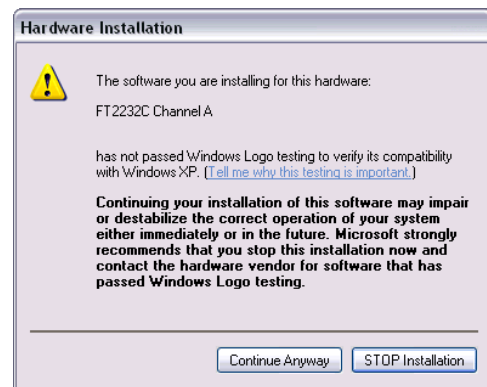 Hardware Installation
The software you are installing for this hardware:
FT2232C Channel A
has not passed Windows Logo testing to verify its compatibility
with Windows XP. (Tell me why this testing is important.)
Continuing your installation of this software may impair
or destabilize the correct operation of your system
either immediately or in the future. Microsoft strongly
recommends that you stop this installation now and
contact the hardware vendor for software that has
passed Windows Logo testing.
Continue Anyway
STOP Installation